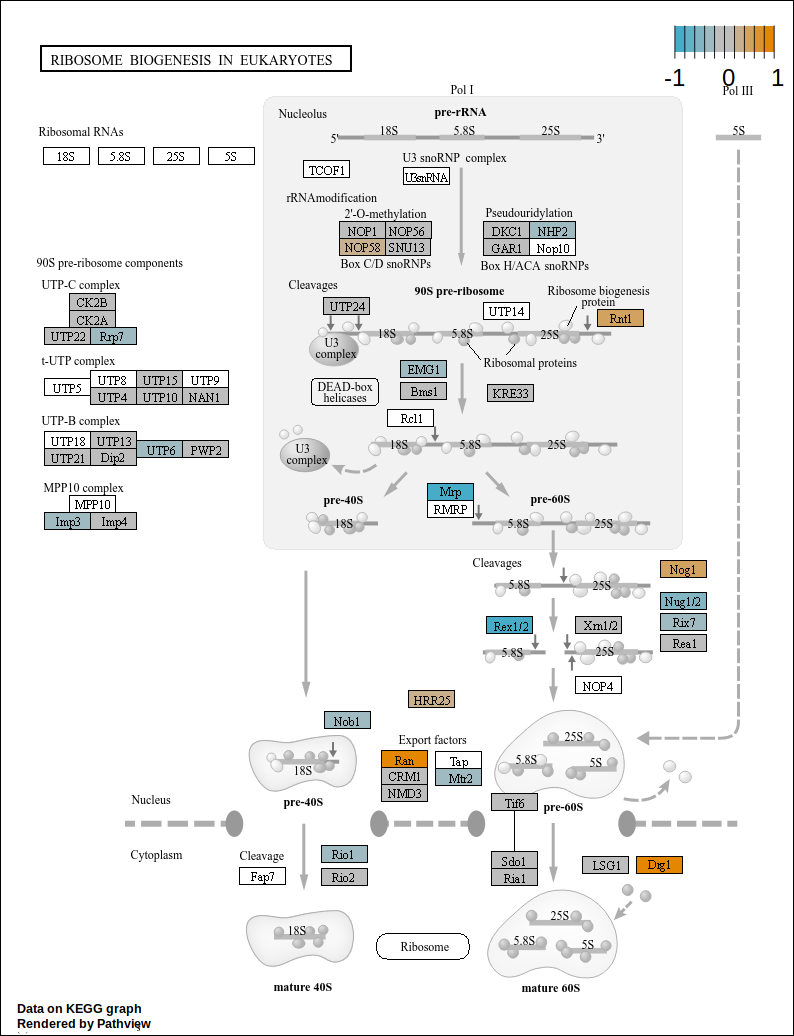 RIBOSOME BIOGENESIS IN EUKARYOTES
-1 0 1
Pol I
Pol III
Nucleolus
pre-rRNA
Ribosomal RNAs
18S 5.8S 25S 5S
5' 18S 5.8S 25S 3'
5S
TCOF1
U3 snoRNP complex
U3snRNA
rRNAmodification
2'-O-methylation
NOP1 NOP56
NOP58 SNU13
Box C/D snoRNPs
Pseudouridylation
DKC1 NHP2
GAR1 Nop10
Box H/ACA snoRNPs
90S pre-ribosome components
UTP-C complex
CK2B
CK2A
UTP22 Rrp7
t-UTP complex
UTP5
UTP8 UTP15 UTP9
UTP4 UTP10 NAN1
UTP-B complex
UTP18 UTP13
UTP21 Dip2
UTP6 PWP2
MPP10 complex
MPP10
Imp3 Imp4
Cleavages
UTP24
90S pre-ribosome
UTP14
Ribosome biogenesis
protein
Rnt1
18S 5.8S 25S
U3
complex
Ribosomal proteins
EMG1
DEAD-box
helicases
Bms1
KRE33
Rcl1
18S 5.8S 25S
U3
complex
pre-40S
Mrp
RMRP
pre-60S
18S
5.8S 25S
Cleavages
Nog1
5.8S 25S
Nug1/2
Rix7
Rea1
Rex1/2
Xrn1/2
5.8S 25S
NOP4
HRR25
Nob1
Export factors
Ran Tap
CRM1 Mtr2
NMD3
18S
25S
5.8S 5S
Nucleus
pre-40S
Tif6
pre-60S
Cytoplasm
Cleavage
Fap7
Rio1
Rio2
Sdo1
Ria1
LSG1 Drg1
18S
Ribosome
25S
5.8S 5S
mature 40S
mature 60S
Data on KEGG graph
Rendered by Pathview